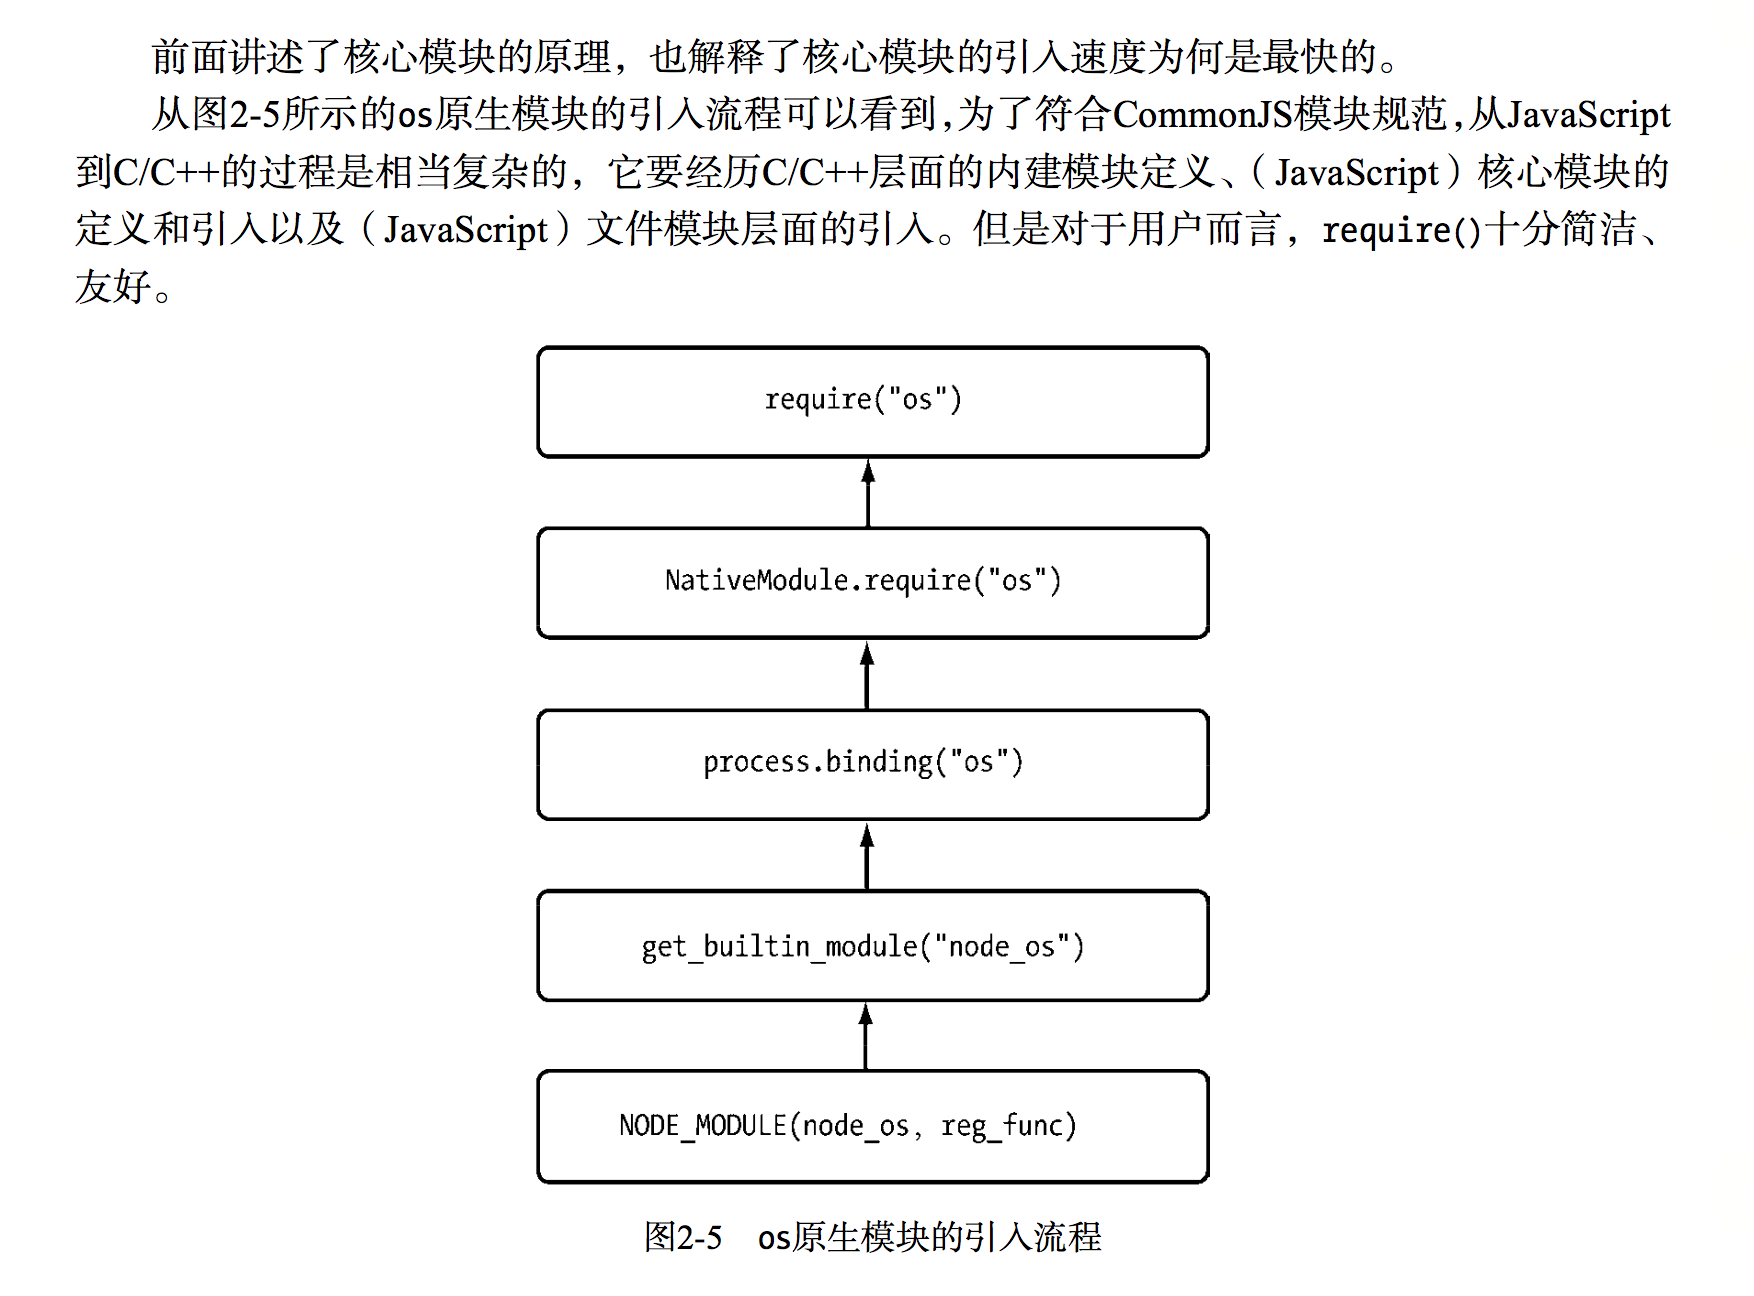 前面讲述了核心模块的原理，也解释了核心模块的引入速度为何是最快的。
从图2-5所示的os原生模块的引入流程可以看到，为了符合CommonJS模块规范，从JavaScript
到C/C++的过程是相当复杂的，它要经历C/C++层面的内建模块定义、（JavaScript）核心模块的
定义和引入以及（JavaScript）文件模块层面的引入。但是对于用户而言，require()十分简洁、
友好。
require("os")
NativeModule.require("os")
process.binding("os")
get_builtin_module("node_os")
NODE_MODULE(node_os, reg_func)
图2-5 os原生模块的引入流程